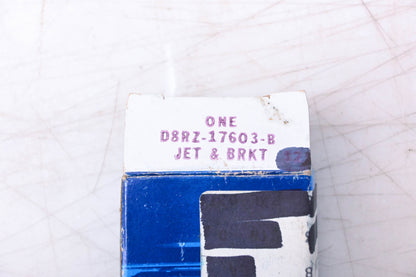 ONE
D8RZ-17603-B
JET & BRKT